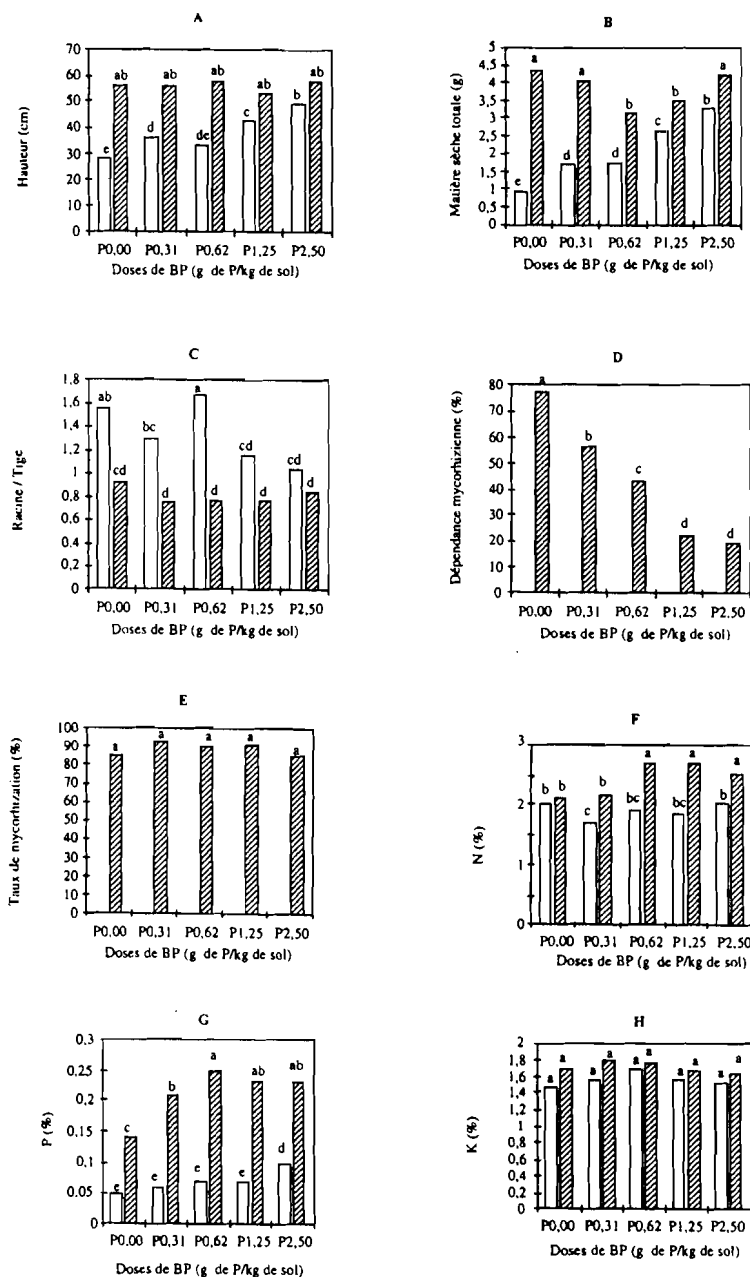 A
Hauteur (cm)
70
60
50
40
30
20
10
0
ab ab ab ab ab
e d de c b
P0,00 P0,31 P0,62 P1,25 P2,50
Doses de BP (g de P/kg de sol)
B
Matière sèche totale (g)
5
4,5
4
3,5
3
2,5
2
1,5
1
0,5
0
a a b b a
e d d c b
P0,00 P0,31 P0,62 P1,25 P2,50
Doses de BP (g de P/kg de sol)
C
Racine / Tige
1,8
1,6
1,4
1,2
1
0,8
0,6
0,4
0,2
0
ab bc a cd cd
cd d d d d
P0,00 P0,31 P0,62 P1,25 P2,50
Doses de BP (g de P/kg de sol)
D
Dépendance mycorhizienne (%)
80
70
60
50
40
30
20
10
0
a b c d d
P0,00 P0,31 P0,62 P1,25 P2,50
Doses de BP (g de P/kg de sol)
E
Taux de mycorhization (%)
100
90
80
70
60
50
40
30
20
10
0
a a a a a
P0,00 P0,31 P0,62 P1,25 P2,50
Doses de BP (g de P/kg de sol)
F
N (%)
3
2
1
0
b b c b bc a bc a b a
P0,00 P0,31 P0,62 P1,25 P2,50
Doses de BP (g de P/kg de sol)
G
P (%)
0,3
0,25
0,2
0,15
0,1
0,05
0
c b a ab ab
e e e e d
P0,00 P0,31 P0,62 P1,25 P2,50
Doses de BP (g de P/kg de sol)
H
K (%)
2
1,8
1,6
1,4
1,2
1
0,8
0,6
0,4
0,2
0
a a a a a a a a a a
P0,00 P0,31 P0,62 P1,25 P2,50
Doses de BP (g de P/kg de sol)